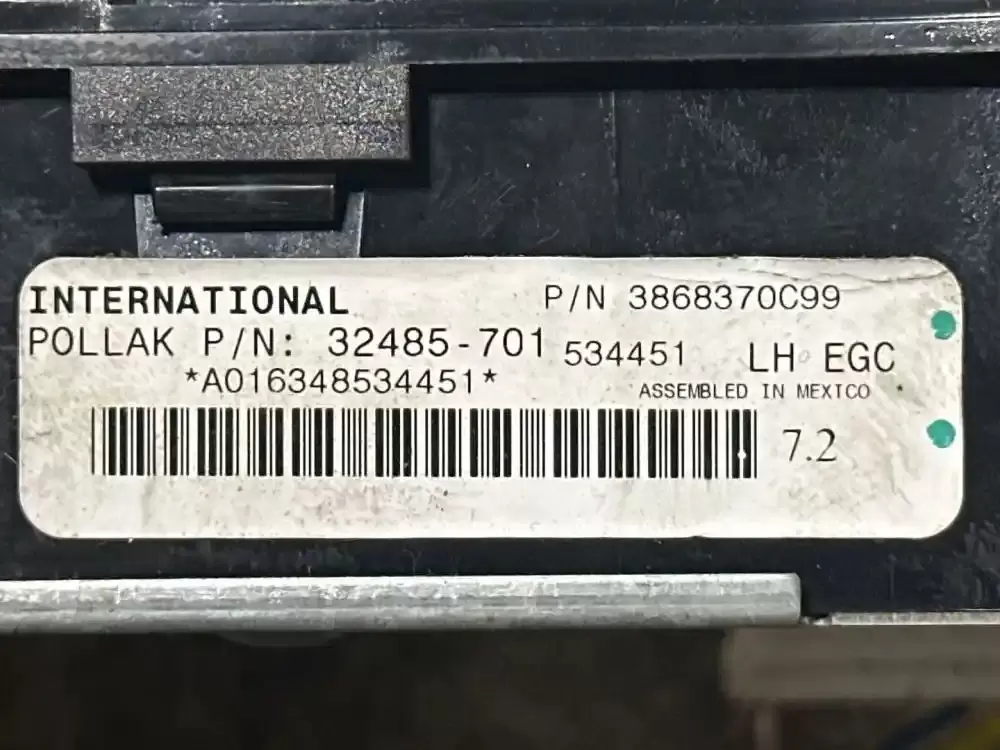 INTERNATIONAL P/N 3868370C99
POLLAK P/N: 32485-701 534451 LH EGC
*A016348534451* ASSEMBLED IN MEXICO
7.2